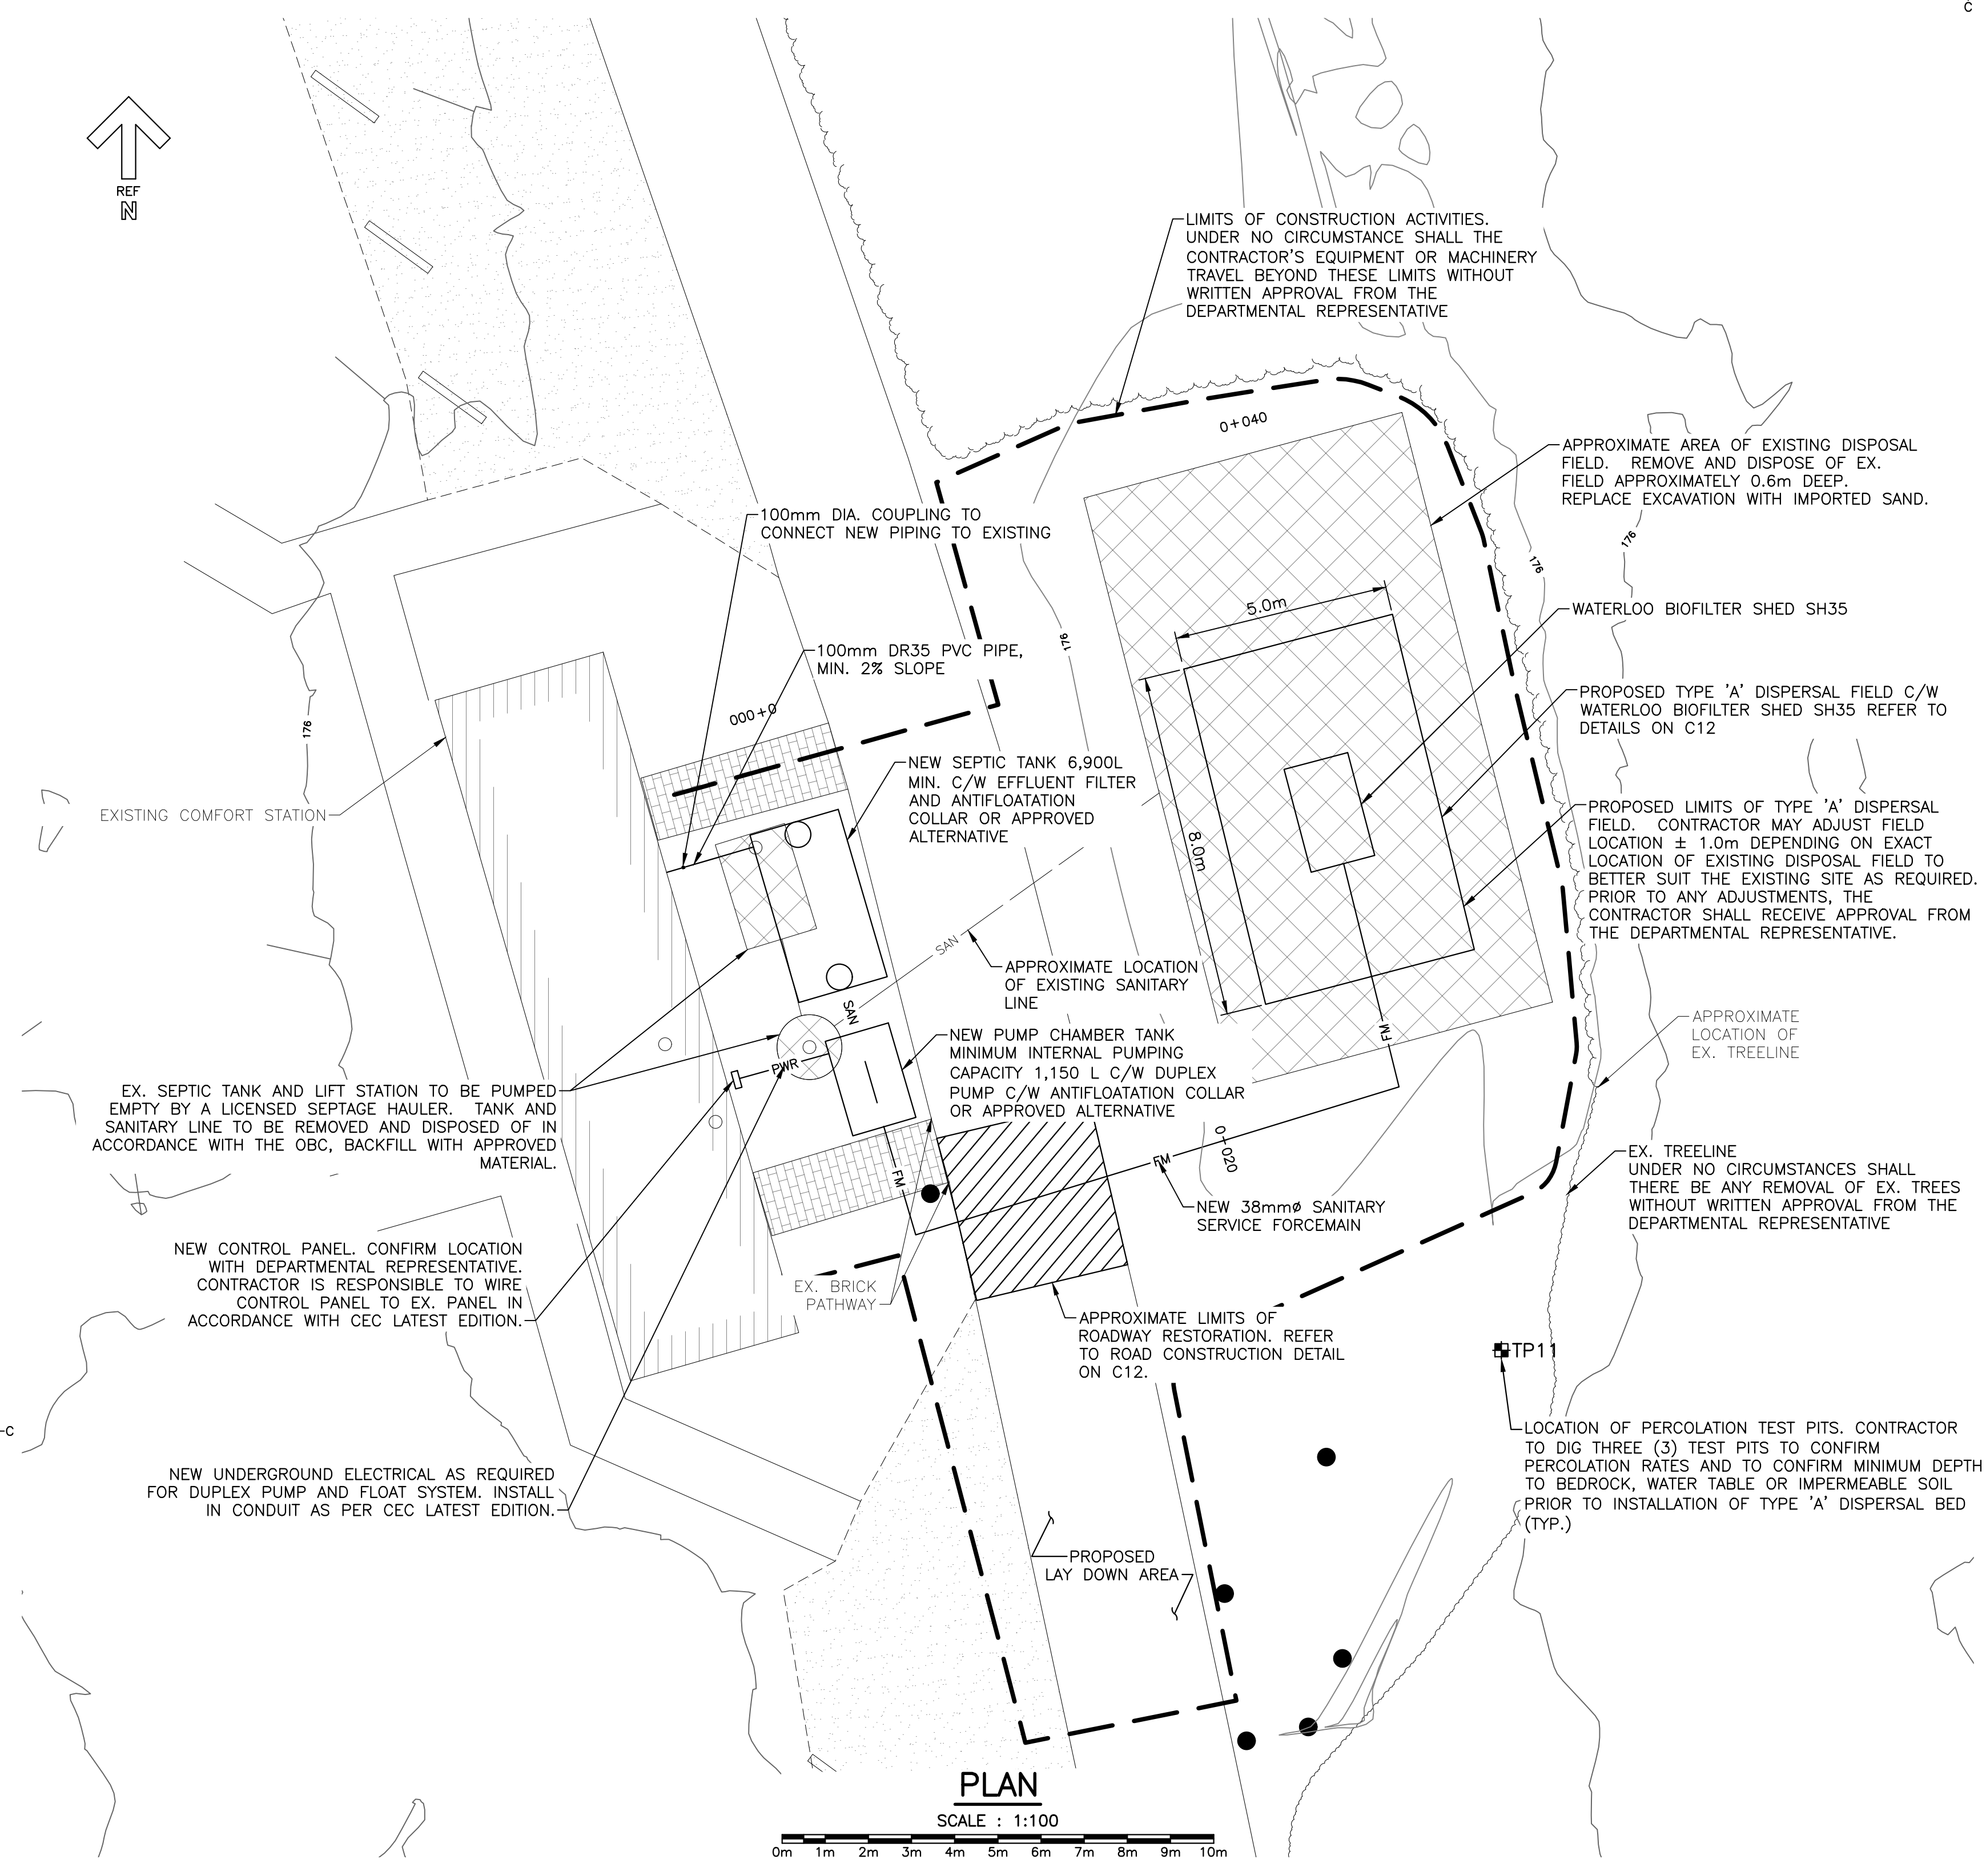 C
REF
N
LIMITS OF CONSTRUCTION ACTIVITIES.
UNDER NO CIRCUMSTANCE SHALL THE
CONTRACTOR'S EQUIPMENT OR MACHINERY
TRAVEL BEYOND THESE LIMITS WITHOUT
WRITTEN APPROVAL FROM THE
DEPARTMENTAL REPRESENTATIVE
0+040
APPROXIMATE AREA OF EXISTING DISPOSAL
FIELD. REMOVE AND DISPOSE OF EX.
FIELD APPROXIMATELY 0.6m DEEP.
REPLACE EXCAVATION WITH IMPORTED SAND.
100mm DIA. COUPLING TO
CONNECT NEW PIPING TO EXISTING
176
176
176
176
5.0m
WATERLOO BIOFILTER SHED SH35
100mm DR35 PVC PIPE,
MIN. 2% SLOPE
PROPOSED TYPE 'A' DISPERSAL FIELD C/W
WATERLOO BIOFILTER SHED SH35 REFER TO
DETAILS ON C12
000+0
NEW SEPTIC TANK 6,900L
MIN. C/W EFFLUENT FILTER
AND ANTIFLOATATION
COLLAR OR APPROVED
ALTERNATIVE
EXISTING COMFORT STATION
8.0m
PROPOSED LIMITS OF TYPE 'A' DISPERSAL
FIELD. CONTRACTOR MAY ADJUST FIELD
LOCATION ± 1.0m DEPENDING ON EXACT
LOCATION OF EXISTING DISPOSAL FIELD TO
BETTER SUIT THE EXISTING SITE AS REQUIRED.
PRIOR TO ANY ADJUSTMENTS, THE
CONTRACTOR SHALL RECEIVE APPROVAL FROM
THE DEPARTMENTAL REPRESENTATIVE.
SAN
APPROXIMATE LOCATION
OF EXISTING SANITARY
LINE
SAN
APPROXIMATE
LOCATION OF
EX. TREELINE
FM
NEW PUMP CHAMBER TANK
MINIMUM INTERNAL PUMPING
CAPACITY 1,150 L C/W DUPLEX
PUMP C/W ANTIFLOATATION COLLAR
OR APPROVED ALTERNATIVE
PWR
EX. SEPTIC TANK AND LIFT STATION TO BE PUMPED
EMPTY BY A LICENSED SEPTAGE HAULER. TANK AND
SANITARY LINE TO BE REMOVED AND DISPOSED OF IN
ACCORDANCE WITH THE OBC, BACKFILL WITH APPROVED
MATERIAL.
0-020
FM
FM
EX. TREELINE
UNDER NO CIRCUMSTANCES SHALL
THERE BE ANY REMOVAL OF EX. TREES
WITHOUT WRITTEN APPROVAL FROM THE
DEPARTMENTAL REPRESENTATIVE
NEW 38mmø SANITARY
SERVICE FORCEMAIN
NEW CONTROL PANEL. CONFIRM LOCATION
WITH DEPARTMENTAL REPRESENTATIVE.
CONTRACTOR IS RESPONSIBLE TO WIRE
CONTROL PANEL TO EX. PANEL IN
ACCORDANCE WITH CEC LATEST EDITION.
EX. BRICK
PATHWAY
APPROXIMATE LIMITS OF
ROADWAY RESTORATION. REFER
TO ROAD CONSTRUCTION DETAIL
ON C12.
TP11
-C
LOCATION OF PERCOLATION TEST PITS. CONTRACTOR
TO DIG THREE (3) TEST PITS TO CONFIRM
PERCOLATION RATES AND TO CONFIRM MINIMUM DEPTH
TO BEDROCK, WATER TABLE OR IMPERMEABLE SOIL
PRIOR TO INSTALLATION OF TYPE 'A' DISPERSAL BED
(TYP.)
NEW UNDERGROUND ELECTRICAL AS REQUIRED
FOR DUPLEX PUMP AND FLOAT SYSTEM. INSTALL
IN CONDUIT AS PER CEC LATEST EDITION.
PROPOSED
LAY DOWN AREA
PLAN
SCALE : 1:100
0m 1m 2m 3m 4m 5m 6m 7m 8m 9m 10m